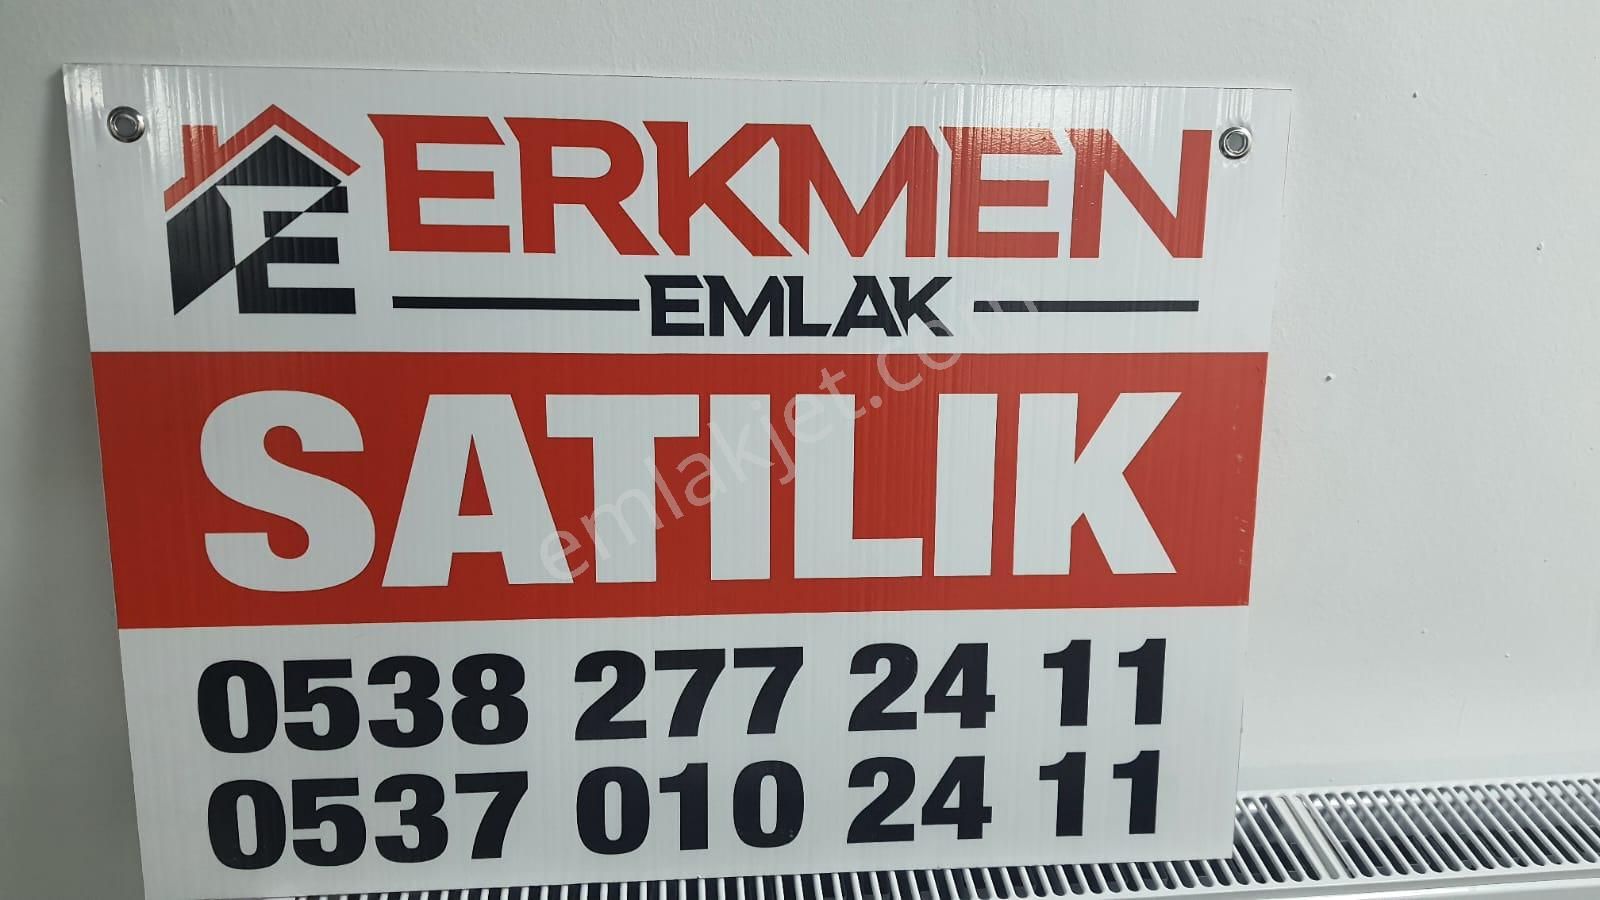 ERKMEN
EMLAK
SATILIK
emlakjet.com
0538 277 24 11
0537 010 24 11